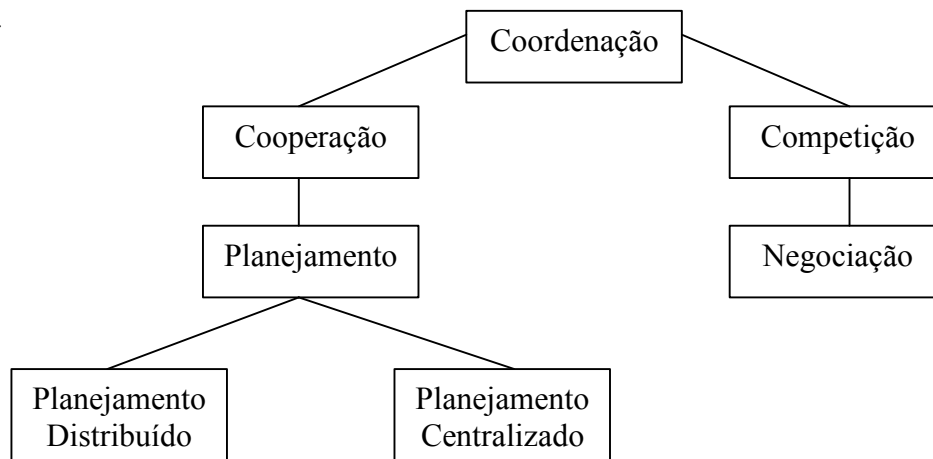 Coordenação
Cooperação
Competição
Planejamento
Negociação
Planejamento
Distribuído
Planejamento
Centralizado